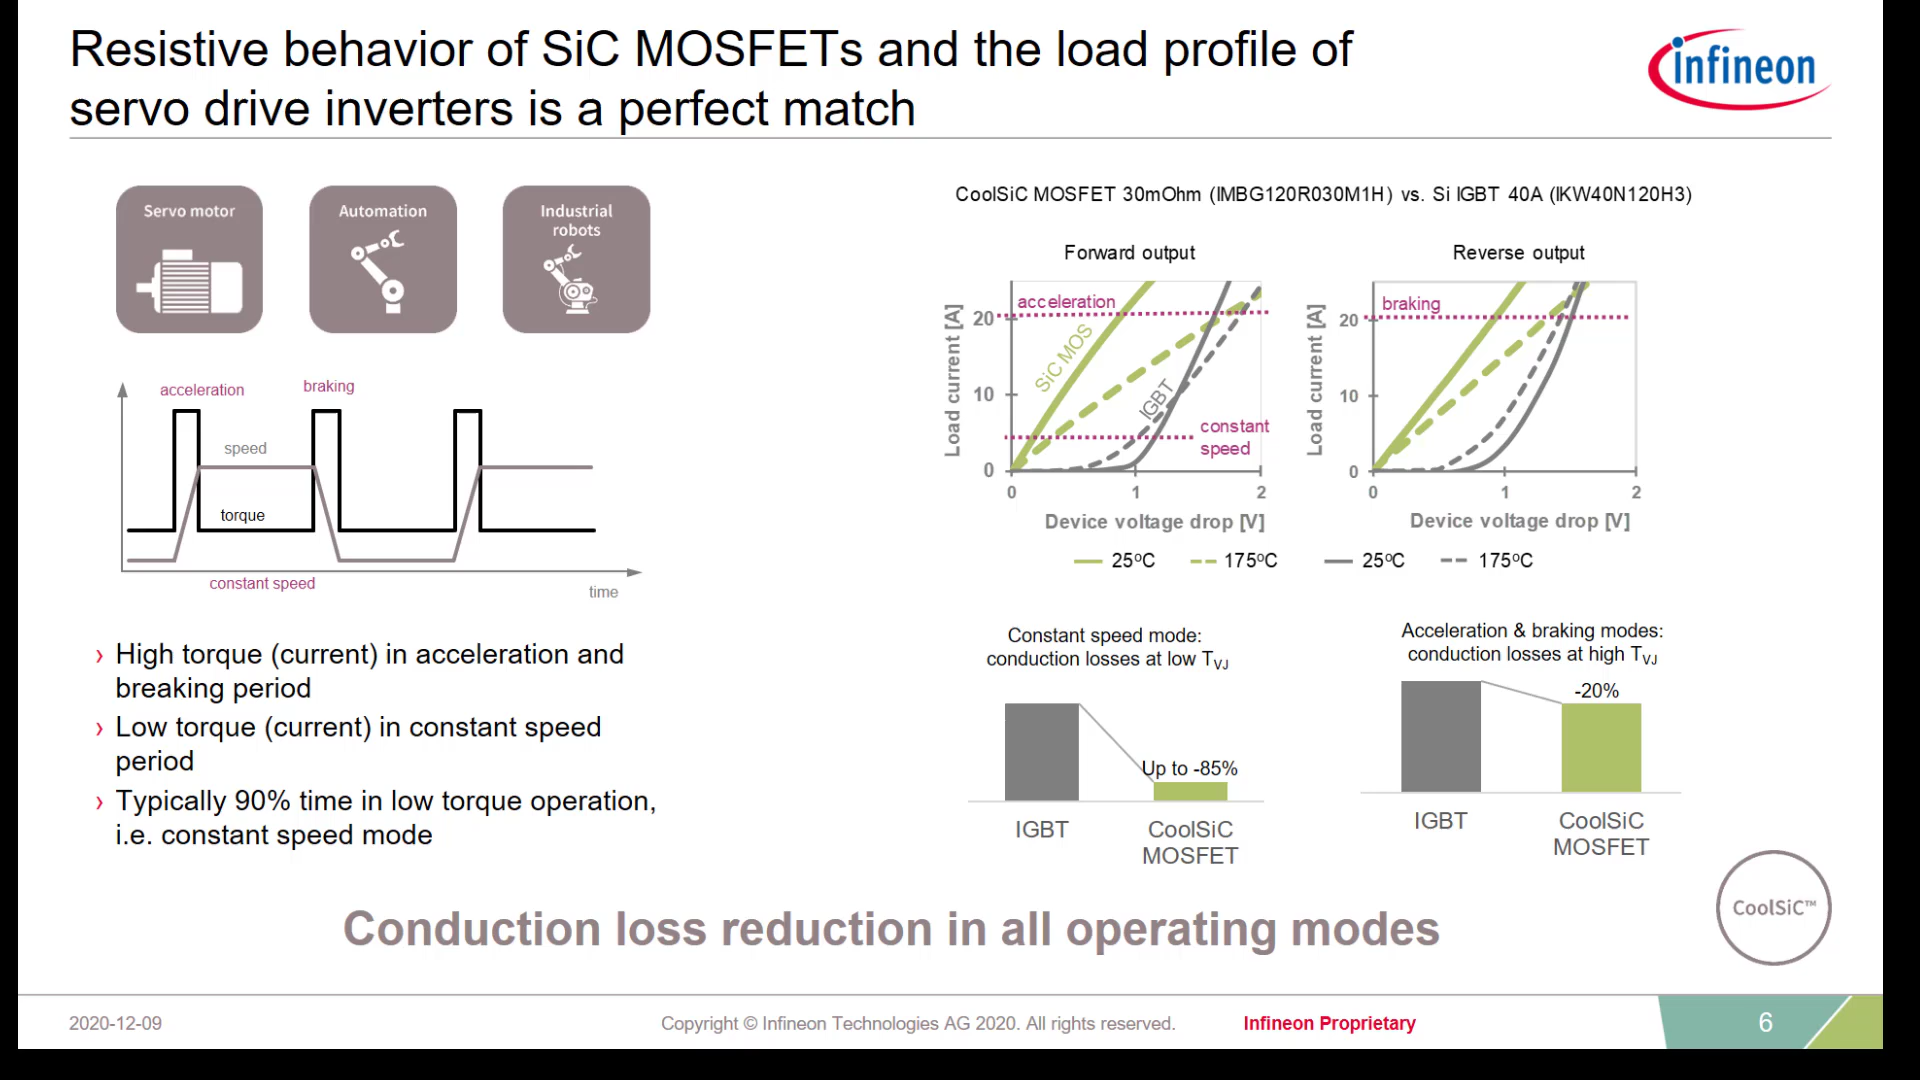 Resistive behavior of SiC MOSFETs and the load profile of
servo drive inverters is a perfect match
infineon
Servo motor
Automation
Industrial
robots
acceleration
braking
speed
torque
constant speed
time
› High torque (current) in acceleration and
breaking period
› Low torque (current) in constant speed
period
› Typically 90% time in low torque operation,
i.e. constant speed mode
CoolSiC MOSFET 30mOhm (IMBG120R030M1H) vs. Si IGBT 40A (IKW40N120H3)
Forward output
Load current [A]
20
10
0
acceleration
SiC MOS
IGBT
constant
speed
0 1 2
Device voltage drop [V]
Reverse output
Load current [A]
20
10
0
braking
0 1 2
Device voltage drop [V]
25ºC 175ºC 25ºC 175ºC
Constant speed mode:
conduction losses at low TVJ
Up to -85%
IGBT
CoolSiC
MOSFET
Acceleration & braking modes:
conduction losses at high TVJ
-20%
IGBT
CoolSiC
MOSFET
CoolSiC™
Conduction loss reduction in all operating modes
2020-12-09
Copyright © Infineon Technologies AG 2020. All rights reserved.
Infineon Proprietary
6